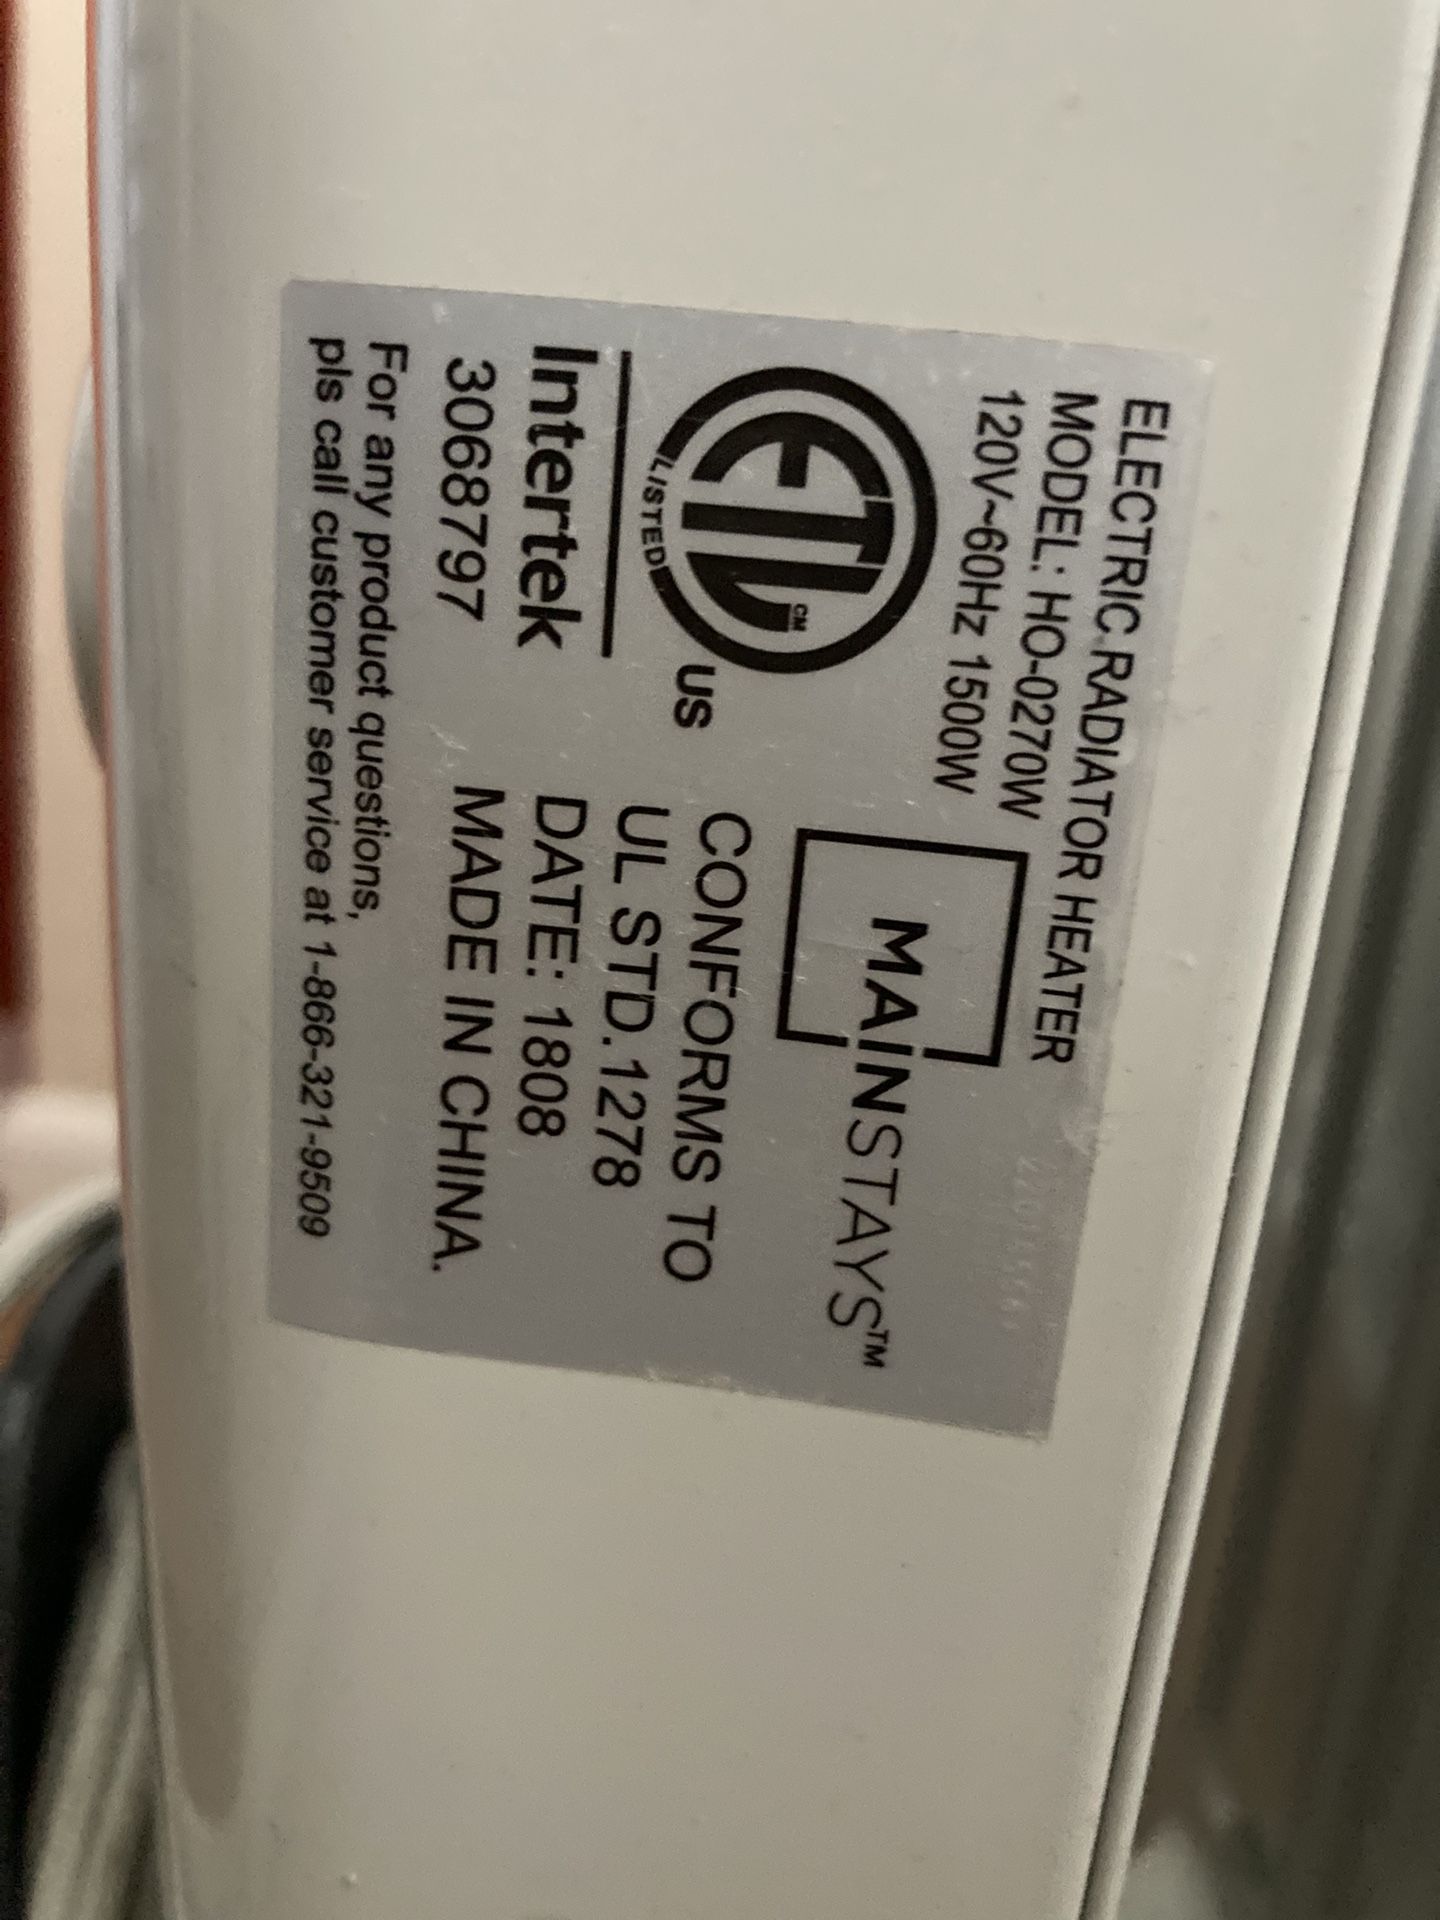 ELECTRIC RADIATOR HEATER
MODEL: HO-0270W
120V~60Hz 1500W
MAINSTAYS™
ETL CM
LISTED
US
Intertek
3068797
CONFORMS TO
UL STD.1278
DATE: 1808
MADE IN CHINA.
For any product questions,
pls call customer service at 1-866-321-9509